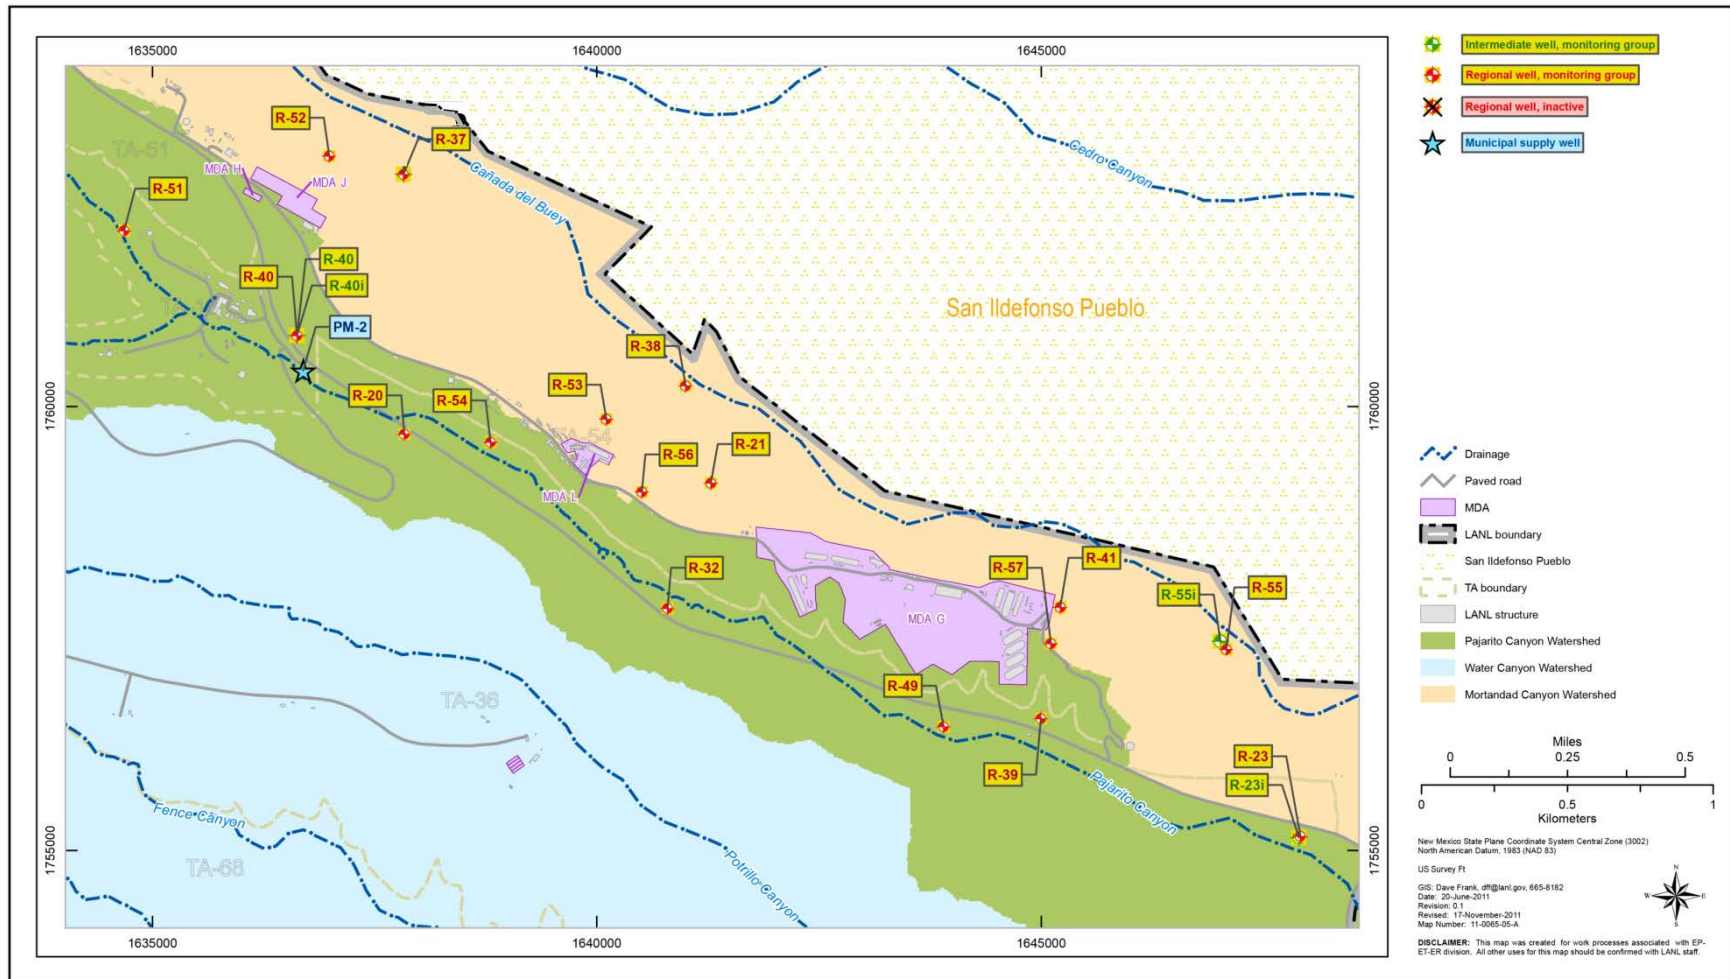 1635000
1640000
1645000
Intermediate well, monitoring group
Regional well, monitoring group
Regional well, inactive
Municipal supply well
R-52
R-37
TA-51
MDA H
MDA J
Cañada del Buey
Cedro Canyon
R-51
R-40
R-40
R-40i
PM-2
San Ildefonso Pueblo
R-38
R-53
R-20
R-54
TA-54
R-56
R-21
MDA L
1760000
1760000
R-32
R-57
R-41
R-55i
R-55
MDA G
R-49
R-39
TA-36
R-23
R-23i
Pajarito Canyon
Fence Canyon
Potrillo Canyon
TA-68
1755000
1755000
1635000
1640000
1645000
Drainage
Paved road
MDA
LANL boundary
San Ildefonso Pueblo
TA boundary
LANL structure
Pajarito Canyon Watershed
Water Canyon Watershed
Mortandad Canyon Watershed
Miles
0 0.25 0.5
0 0.5 1
Kilometers
New Mexico State Plane Coordinate System Central Zone (3002)
North American Datum, 1983 (NAD 83)
US Survey Ft
GIS: Dave Frank, dff@lanl.gov, 665-8182
Date: 20-June-2011
Revision: 0.1
Revised: 17-November-2011
Map Number: 11-0065-05-A
N
W E
S
DISCLAIMER: This map was created for work processes associated with EP-
ET-ER division. All other uses for this map should be confirmed with LANL staff.